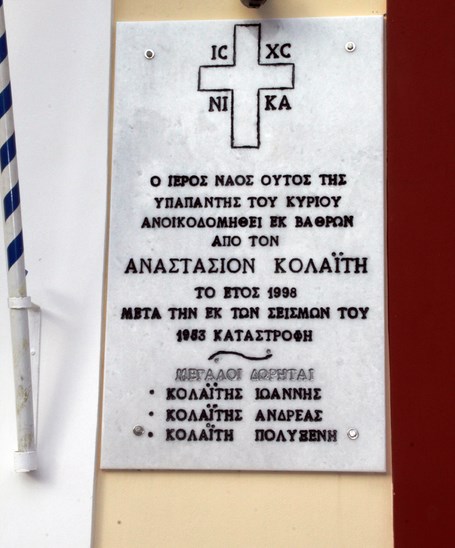 IC XC
NI KA
Ο ΙΕΡΟΣ ΝΑΟΣ ΟΥΤΟΣ ΤΗΣ
ΥΠΑΠΑΝΤΗΣ ΤΟΥ ΚΥΡΙΟΥ
ΑΝΟΙΚΟΔΟΜΗΘΕΙ ΕΚ ΒΑΘΡΩΝ
ΑΠΟ ΤΟΝ
ΑΝΑΣΤΑΣΙΟΝ ΚΟΛΑΪΤΗ
ΤΟ ΕΤΟΣ 1998
ΜΕΤΑ ΤΗΝ ΕΚ ΤΩΝ ΣΕΙΣΜΩΝ ΤΟΥ
1953 ΚΑΤΑΣΤΡΟΦΗ
ΜΕΓΑΛΟΙ ΔΩΡΗΤΑΙ
• ΚΟΛΑΪΤΗΣ ΙΩΑΝΝΗΣ
• ΚΟΛΑΪΤΗΣ ΑΝΔΡΕΑΣ
• ΚΟΛΑΪΤΗ ΠΟΛΥΞΕΝΗ